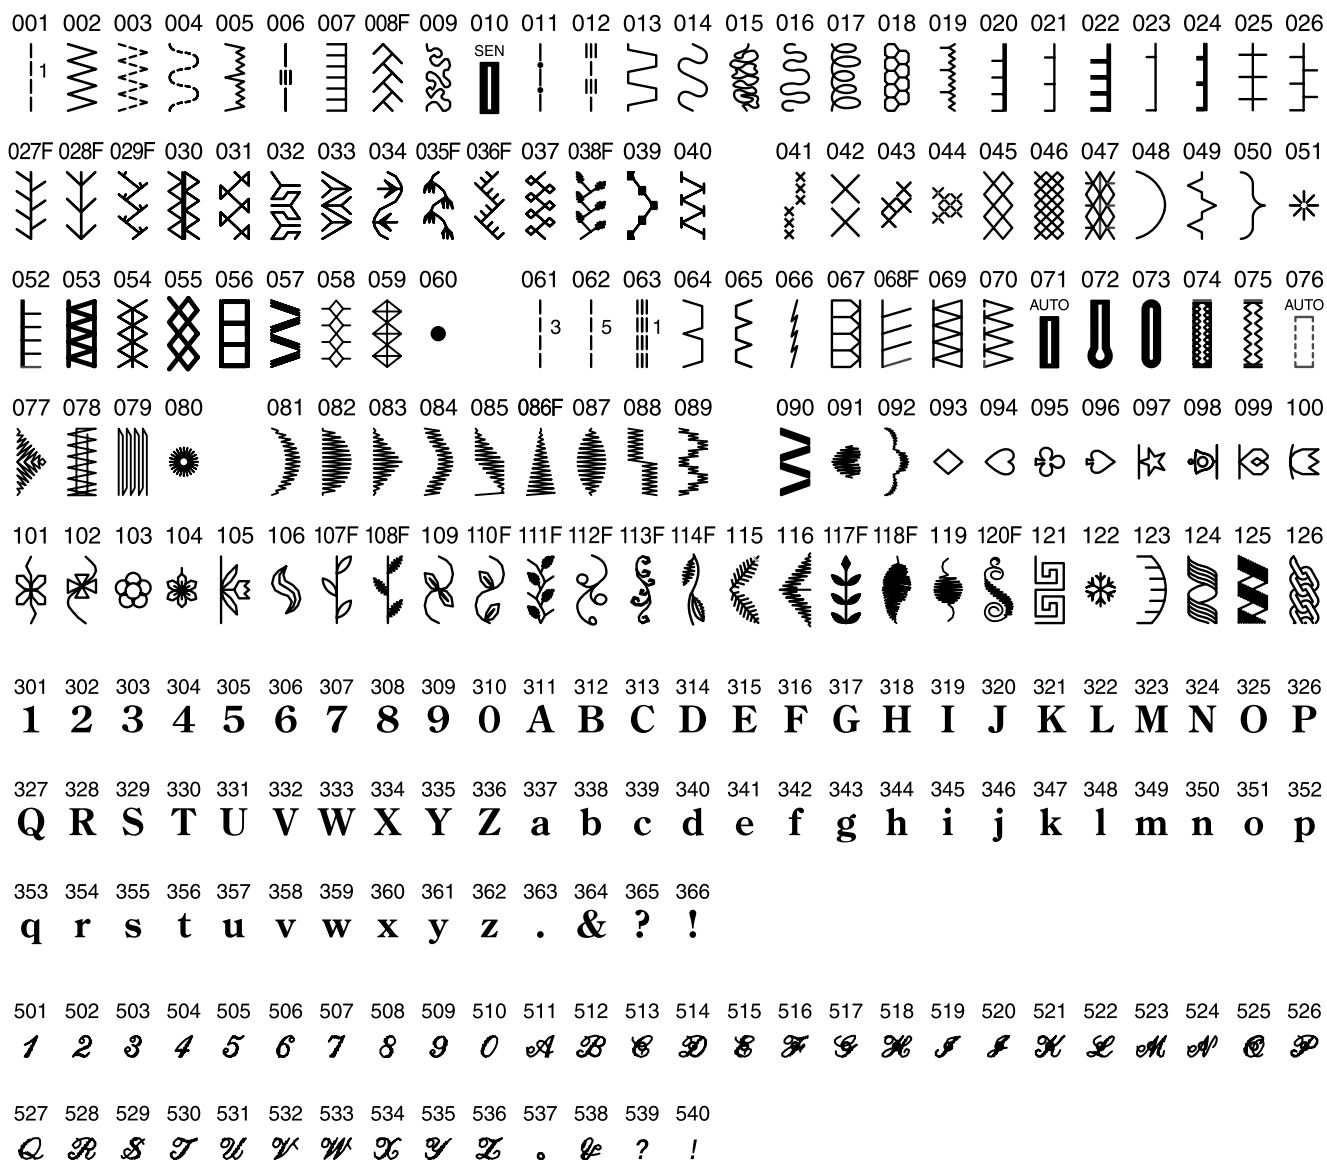 001 002 003 004 005 006 007 008F 009 010 011 012 013 014 015 016 017 018 019 020 021 022 023 024 025 026
1 SEN
027F 028F 029F 030 031 032 033 034 035F 036F 037 038F 039 040 041 042 043 044 045 046 047 048 049 050 051
052 053 054 055 056 057 058 059 060 061 062 063 064 065 066 067 068F 069 070 071 072 073 074 075 076
3 5 1 AUTO AUTO
077 078 079 080 081 082 083 084 085 086F 087 088 089 090 091 092 093 094 095 096 097 098 099 100
101 102 103 104 105 106 107F 108F 109 110F 111F 112F 113F 114F 115 116 117F 118F 119 120F 121 122 123 124 125 126
301 302 303 304 305 306 307 308 309 310 311 312 313 314 315 316 317 318 319 320 321 322 323 324 325 326
1 2 3 4 5 6 7 8 9 0 A B C D E F G H I J K L M N O P
327 328 329 330 331 332 333 334 335 336 337 338 339 340 341 342 343 344 345 346 347 348 349 350 351 352
Q R S T U V W X Y Z a b c d e f g h i j k l m n o p
353 354 355 356 357 358 359 360 361 362 363 364 365 366
q r s t u v w x y z . & ? !
501 502 503 504 505 506 507 508 509 510 511 512 513 514 515 516 517 518 519 520 521 522 523 524 525 526
1 2 3 4 5 6 7 8 9 0 A B C D E F G H I J K L M N O P
527 528 529 530 531 532 533 534 535 536 537 538 539 540
Q R S T U V W X Y Z . & ? !